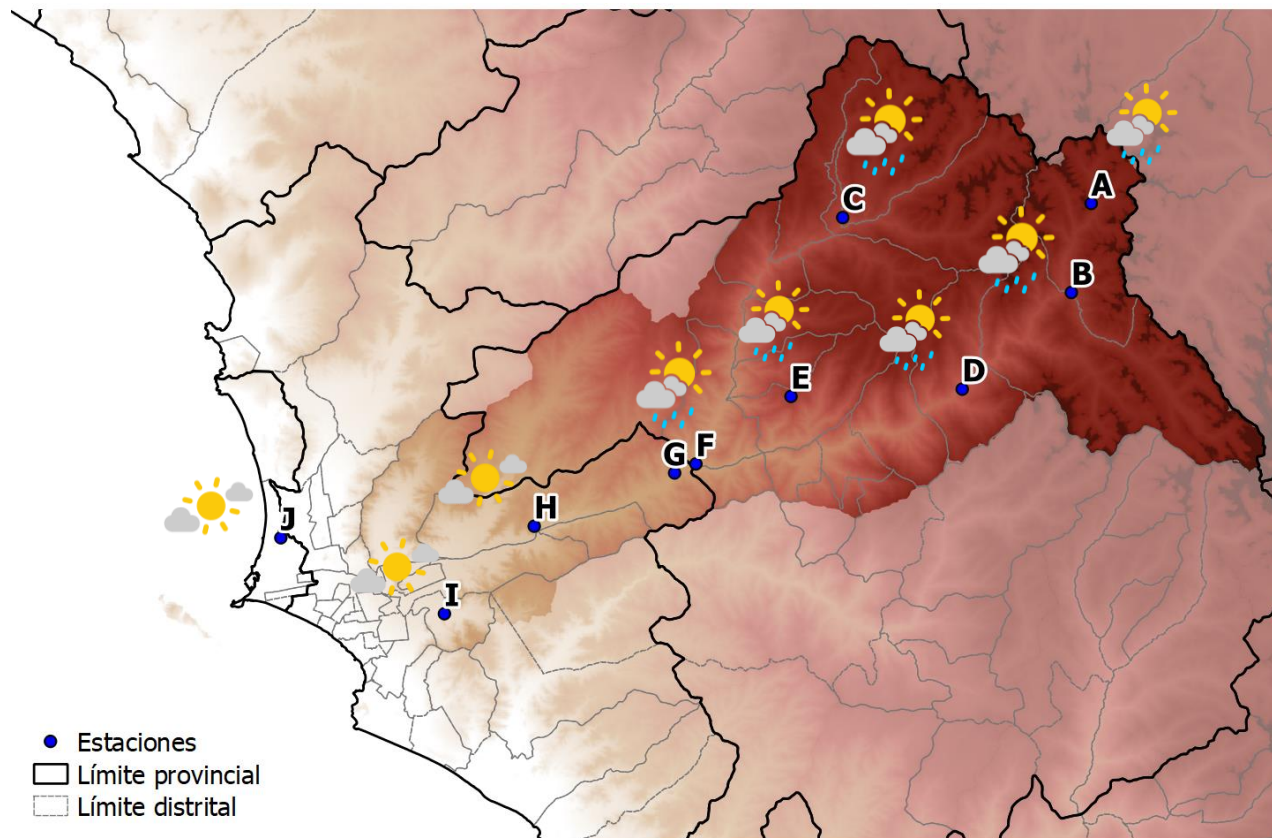 A
C
B
E
D
F
G
H
J
I
Estaciones
Límite provincial
Límite distrital